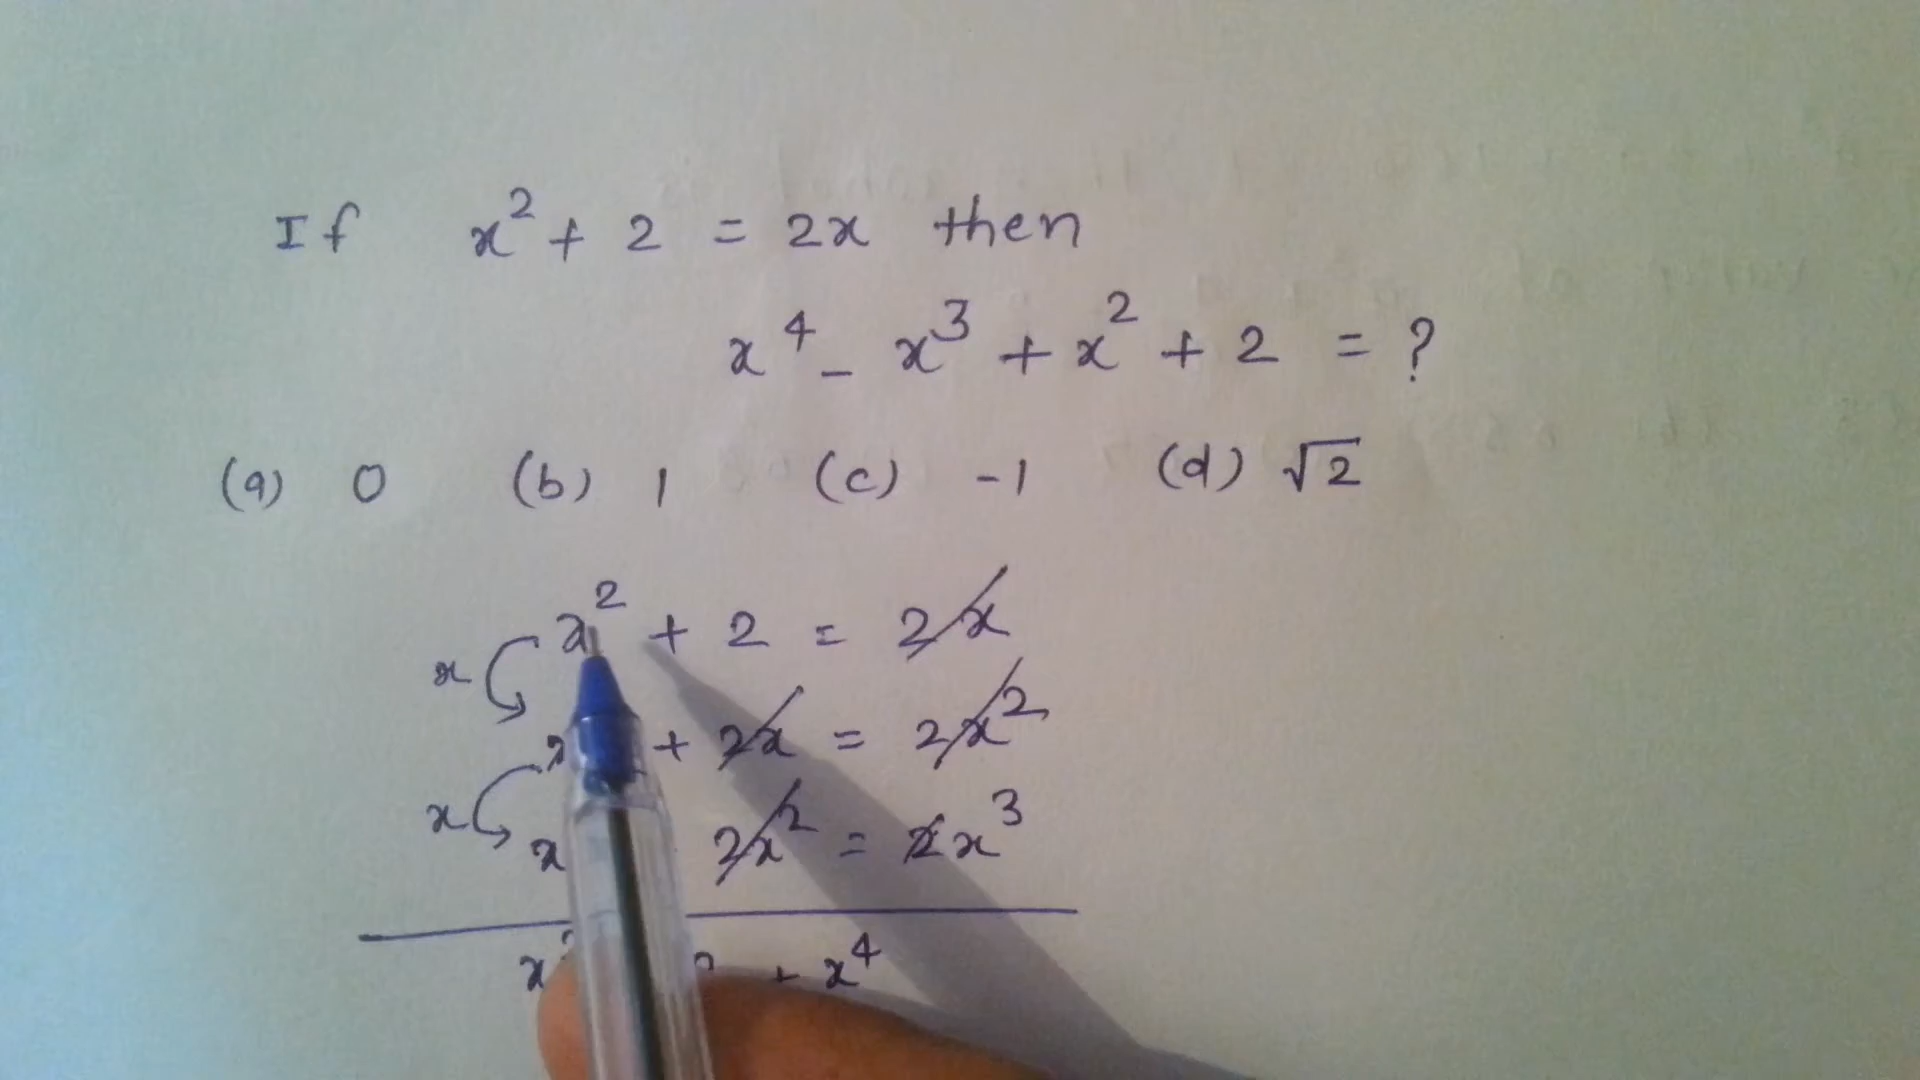 If x² + 2 = 2x then
x⁴ - x³ + x² + 2 = ?
(a) 0 (b) 1 (c) -1 (d) √2
x² + 2 = 2x
x
+ 2x = 2x²
x
x 2x² = 2x³
x + x⁴